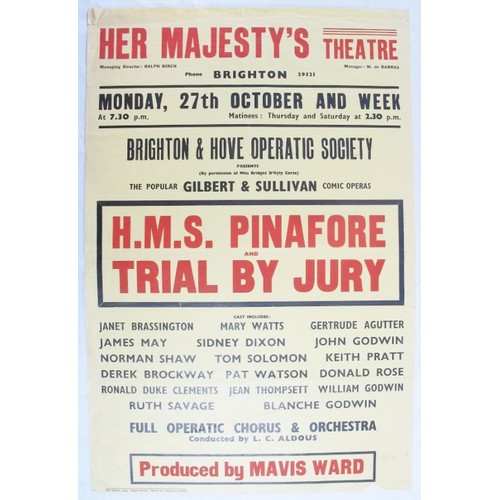 HER MAJESTY'S THEATRE
Managing Director: RALPH BIRCH
Manager: M. de BARRAS
Phone BRIGHTON 29521
MONDAY, 27th OCTOBER AND WEEK
At 7.30 p.m. Matinees: Thursday and Saturday at 2.30 p.m.
BRIGHTON & HOVE OPERATIC SOCIETY
PRESENTS
(By permission of Miss Bridget D'Oyly Carte)
THE POPULAR GILBERT & SULLIVAN COMIC OPERAS
H.M.S. PINAFORE
AND
TRIAL BY JURY
CAST INCLUDES:
JANET BRASSINGTON MARY WATTS GERTRUDE AGUTTER
JAMES MAY SIDNEY DIXON JOHN GODWIN
NORMAN SHAW TOM SOLOMON KEITH PRATT
DEREK BROCKWAY PAT WATSON DONALD ROSE
RONALD DUKE CLEMENTS JEAN THOMPSETT WILLIAM GODWIN
RUTH SAVAGE BLANCHE GODWIN
FULL OPERATIC CHORUS & ORCHESTRA
Conducted by L. C. ALDOUS
Produced by MAVIS WARD